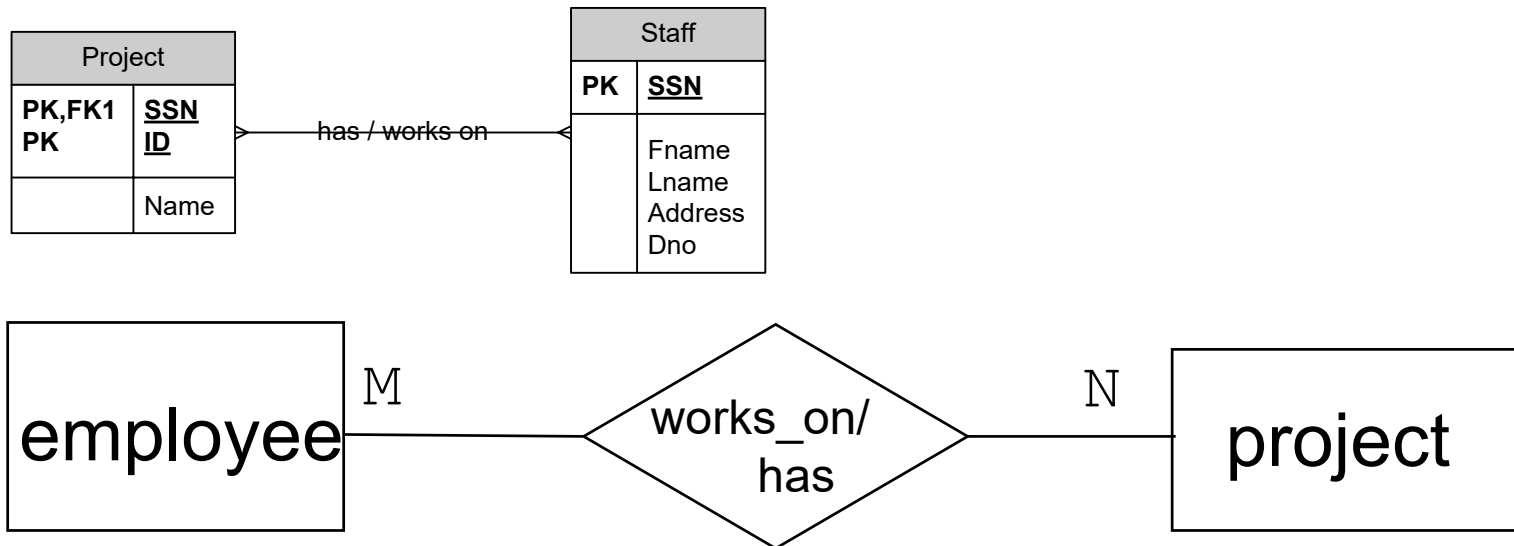 Project
PK,FK1 SSN
PK ID
Name
has / works on
Staff
PK SSN
Fname
Lname
Address
Dno
employee
M
works_on/
has
N
project